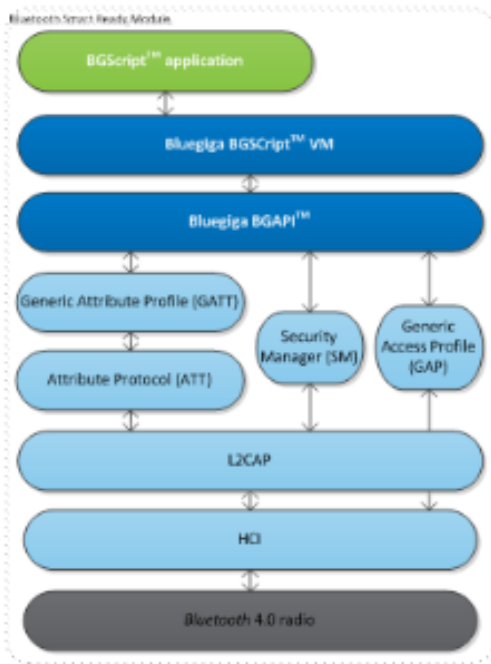 Bluetooth Smart Ready Module
BGScript™ application
Bluegiga BGSCript™ VM
Bluegiga BGAPI™
Generic Attribute Profile (GATT)
Security
Manager (SM)
Generic
Access Profile
(GAP)
Attribute Protocol (ATT)
L2CAP
HCI
Bluetooth 4.0 radio